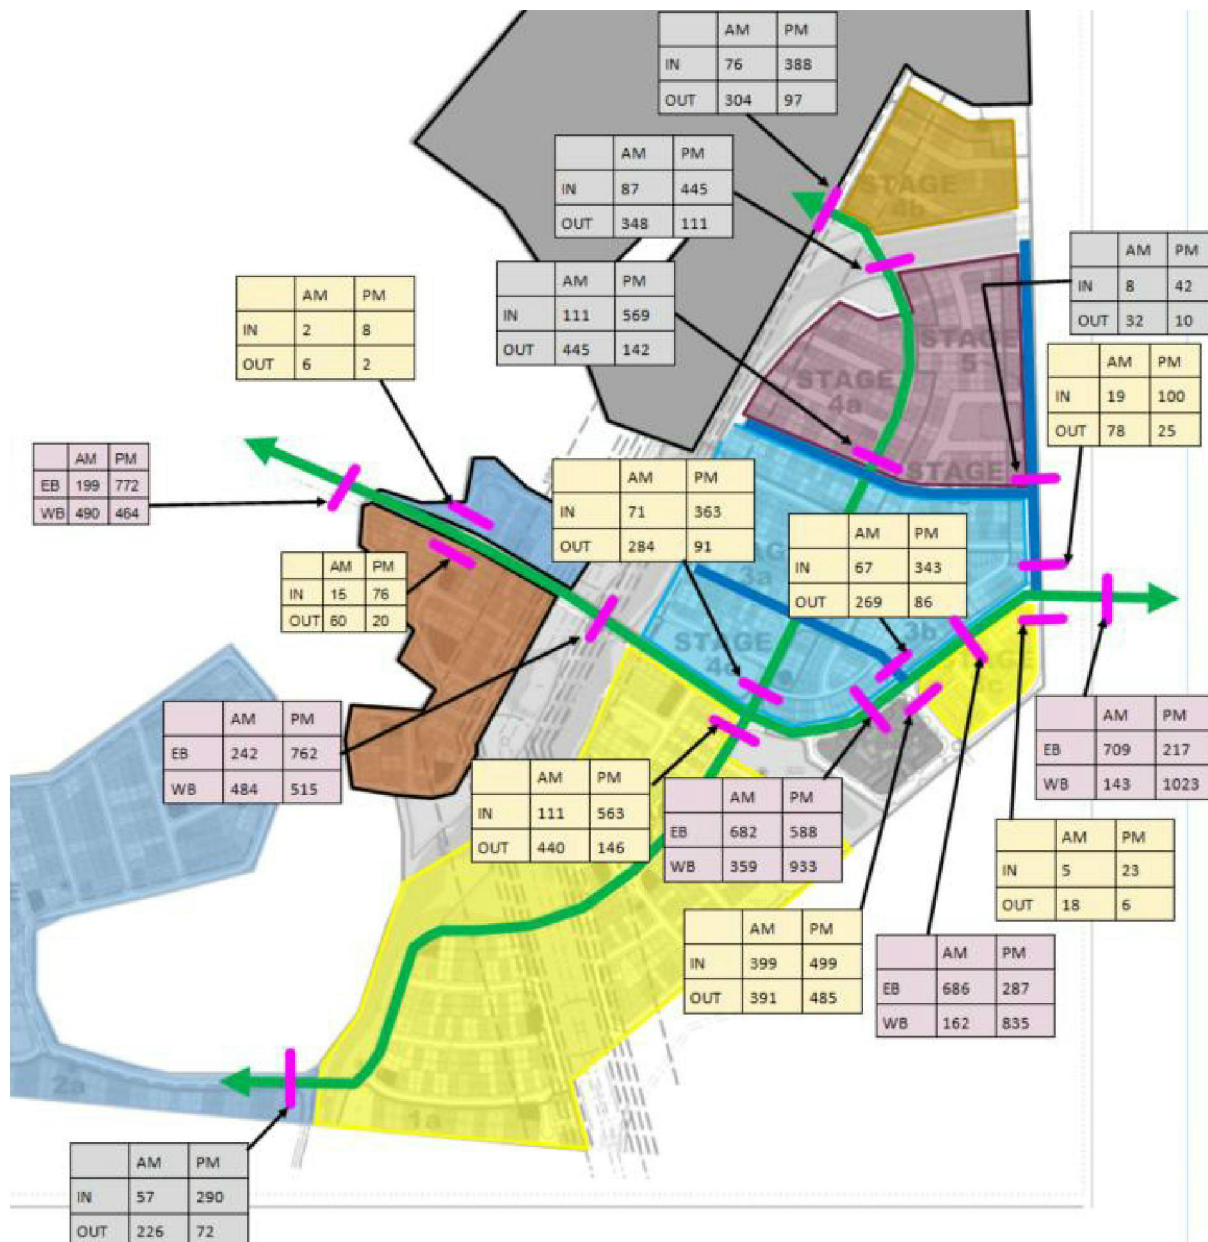 AM PM
IN 76 388
OUT 304 97
AM PM
IN 87 445
OUT 348 111
STAGE
4b
AM PM
IN 8 42
OUT 32 10
AM PM
IN 111 569
OUT 445 142
AM PM
IN 2 8
OUT 6 2
STAGE
5
STAGE
4a
AM PM
IN 19 100
OUT 78 25
AM PM
EB 199 772
WB 490 464
STAGE
AM PM
IN 71 363
OUT 284 91
AM PM
IN 67 343
OUT 269 86
3a
AM PM
IN 15 76
OUT 60 20
STAGE
3b
AM PM
EB 242 762
WB 484 515
AM PM
EB 709 217
WB 143 1023
AM PM
IN 111 563
OUT 440 146
AM PM
EB 682 588
WB 359 933
AM PM
IN 5 23
OUT 18 6
AM PM
IN 399 499
OUT 391 485
AM PM
EB 686 287
WB 162 835
2a
1a
AM PM
IN 57 290
OUT 226 72